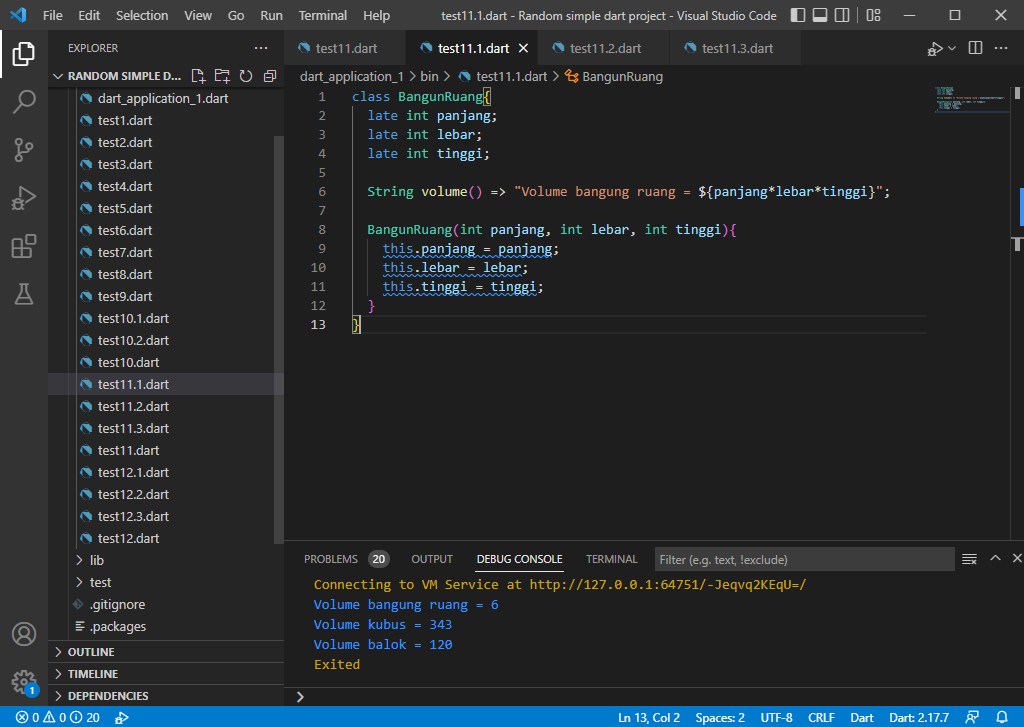 File Edit Selection View Go Run Terminal Help test11.1.dart - Random simple dart project - Visual Studio Code
EXPLORER
RANDOM SIMPLE D...
dart_application_1.dart
test1.dart
test2.dart
test3.dart
test4.dart
test5.dart
test6.dart
test7.dart
test8.dart
test9.dart
test10.1.dart
test10.2.dart
test10.dart
test11.1.dart
test11.2.dart
test11.3.dart
test11.dart
test12.1.dart
test12.2.dart
test12.3.dart
test12.dart
lib
test
.gitignore
.packages
OUTLINE
TIMELINE
DEPENDENCIES
1
test11.dart test11.1.dart test11.2.dart test11.3.dart
dart_application_1 > bin > test11.1.dart > BangunRuang
1 class BangunRuang{
2 late int panjang;
3 late int lebar;
4 late int tinggi;
5
6 String volume() => "Volume bangung ruang = ${panjang*lebar*tinggi}";
7
8 BangunRuang(int panjang, int lebar, int tinggi){
9 this.panjang = panjang;
10 this.lebar = lebar;
11 this.tinggi = tinggi;
12 }
13 }
PROBLEMS 20 OUTPUT DEBUG CONSOLE TERMINAL Filter (e.g. text, !exclude)
Connecting to VM Service at http://127.0.0.1:64751/-Jeqvq2KEqU=/
Volume bangung ruang = 6
Volume kubus = 343
Volume balok = 120
Exited
>
0 0 20 Ln 13, Col 2 Spaces: 2 UTF-8 CRLF Dart Dart: 2.17.7